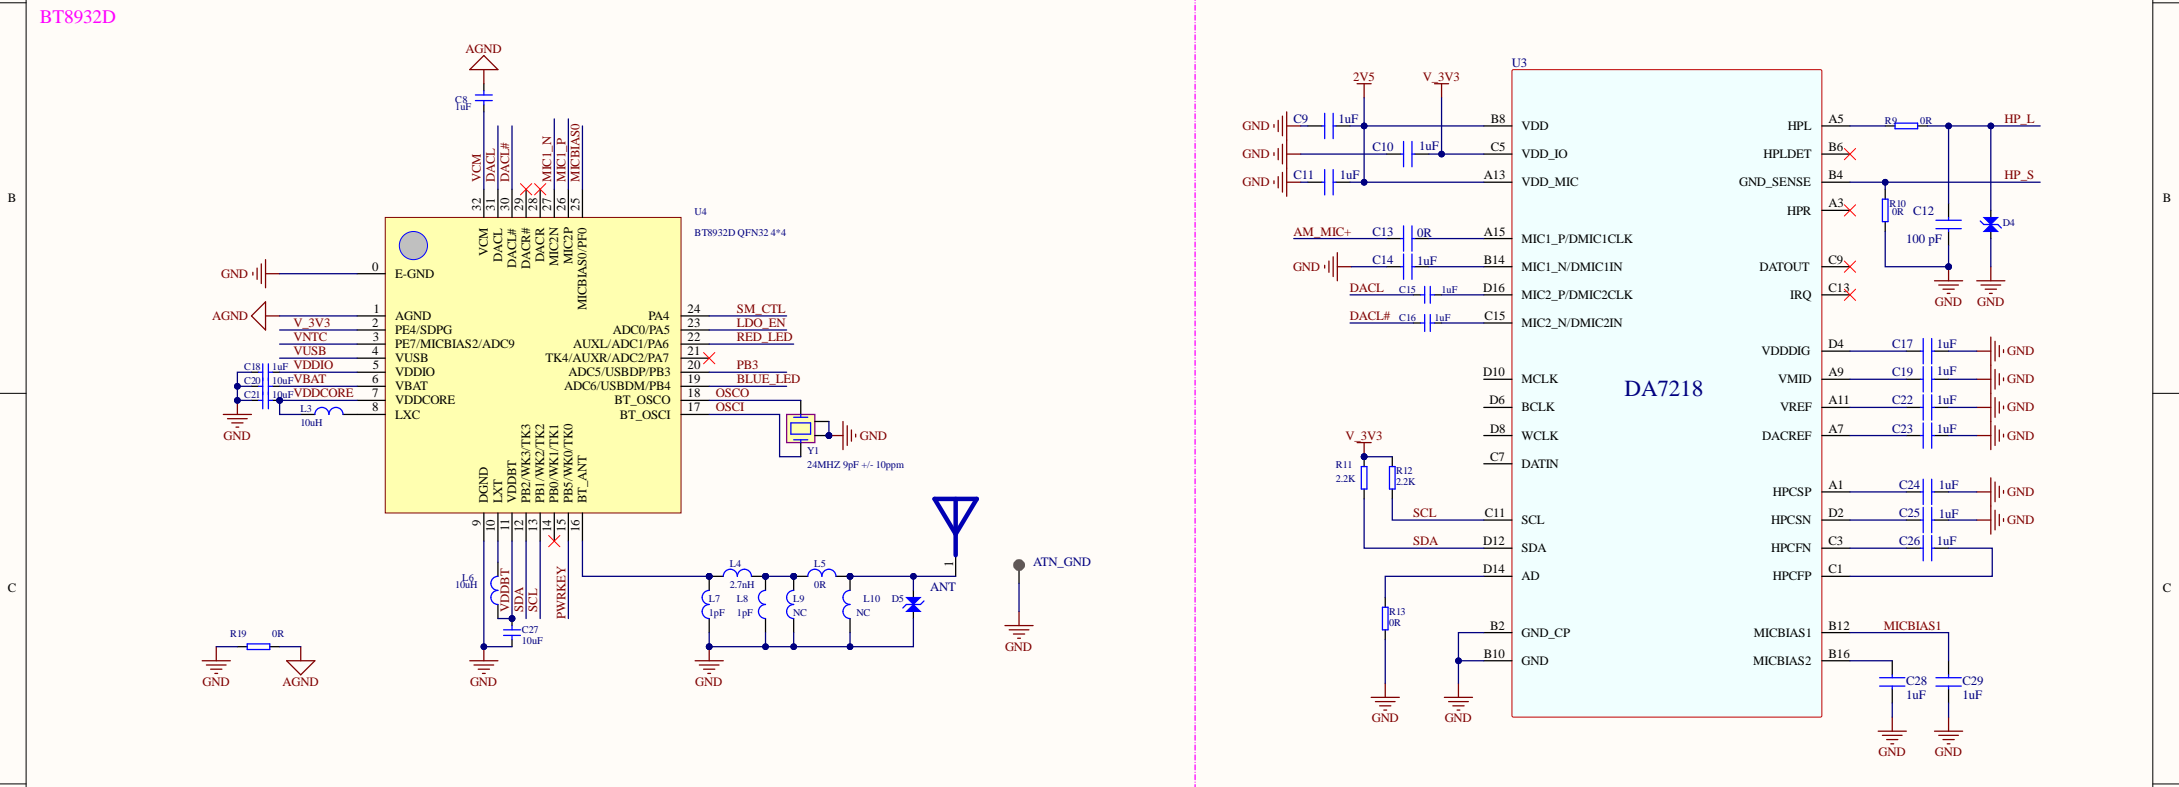 BT8932D
AGND
C8
1uF
VCM
DACL
DACL#
MIC1_N
MIC1_P
MICBIAS0
32
31
30
29
28
27
26
25
U4
BT8932D QFN32 4*4
VCM
DACL
DACL#
DACR#
DACR
MIC2N
MIC2P
MICBIAS0/PF0
GND
0
E-GND
AGND
1
AGND
V_3V3
2
PE4/SDPG
VNTC
3
PE7/MICBIAS2/ADC9
VUSB
4
VUSB
C18
1uF
VDDIO
5
VDDIO
C20
10uF
VBAT
6
VBAT
C21
10uF
VDDCORE
7
VDDCORE
L3
10uH
8
LXC
GND
PA4
24
SM_CTL
ADC0/PA5
23
LDO_EN
AUXL/ADC1/PA6
22
RED_LED
TK4/AUXR/ADC2/PA7
21
ADC5/USBDP/PB3
20
PB3
ADC6/USBDM/PB4
19
BLUE_LED
BT_OSCO
18
OSCO
BT_OSCI
17
OSCI
GND
Y1
24MHZ 9pF +/- 10ppm
DGND
LXT
VDDBT
PB2/WK3/TK3
PB1/WK2/TK2
PB0/WK1/TK1
PB5/WK0/TK0
BT_ANT
9
10
11
12
13
14
15
16
L6
10uH
VDDBT
SDA
SCL
PWRKEY
C27
10uF
GND
R19
0R
GND
AGND
L4
2.7nH
L5
0R
L7
1pF
L8
1pF
L9
NC
L10
NC
D5
1
ANT
GND
ATN_GND
GND
U3
2V5
V_3V3
GND
C9
1uF
B8
VDD
GND
C10
1uF
C5
VDD_IO
GND
C11
1uF
A13
VDD_MIC
AM_MIC+
C13
0R
A15
MIC1_P/DMIC1CLK
GND
C14
1uF
B14
MIC1_N/DMIC1IN
DACL
C15
1uF
D16
MIC2_P/DMIC2CLK
DACL#
C16
1uF
C15
MIC2_N/DMIC2IN
D10
MCLK
D6
BCLK
D8
WCLK
C7
DATIN
V_3V3
R11
2.2K
R12
2.2K
SCL
C11
SCL
SDA
D12
SDA
D14
AD
R13
0R
GND
B2
GND_CP
B10
GND
GND
DA7218
HPL
A5
R9
0R
HP_L
HPLDET
B6
GND_SENSE
B4
HP_S
HPR
A3
R10
0R
C12
100 pF
D4
DATOUT
C9
IRQ
C13
GND
GND
VDDDIG
D4
C17
1uF
GND
VMID
A9
C19
1uF
GND
VREF
A11
C22
1uF
GND
DACREF
A7
C23
1uF
GND
HPCSP
A1
C24
1uF
GND
HPCSN
D2
C25
1uF
GND
HPCFN
C3
C26
1uF
HPCFP
C1
MICBIAS1
B12
MICBIAS1
MICBIAS2
B16
C28
1uF
C29
1uF
GND
GND
B
C
B
C